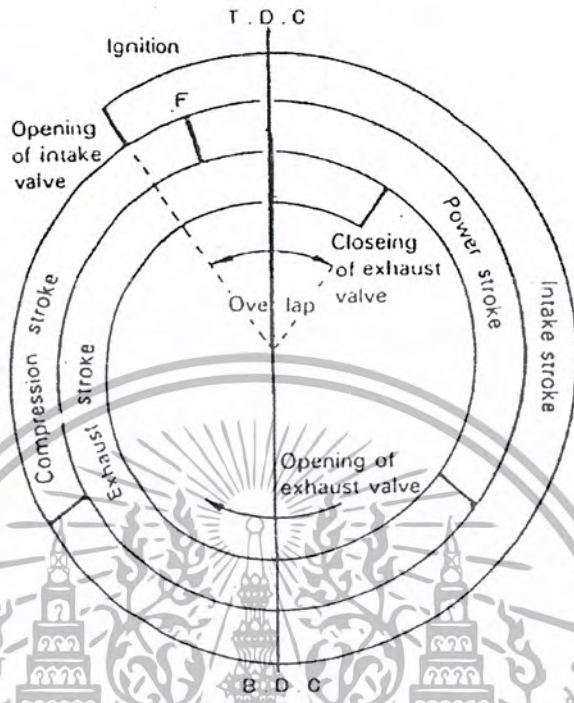 T.D.C
Ignition
F
Opening
of intake
valve
Closeing
of exhaust
valve
Ove lap
Power stroke
Intake stroke
Compression stroke
Exhaust stroke
Opening of
exhaust valve
B D C